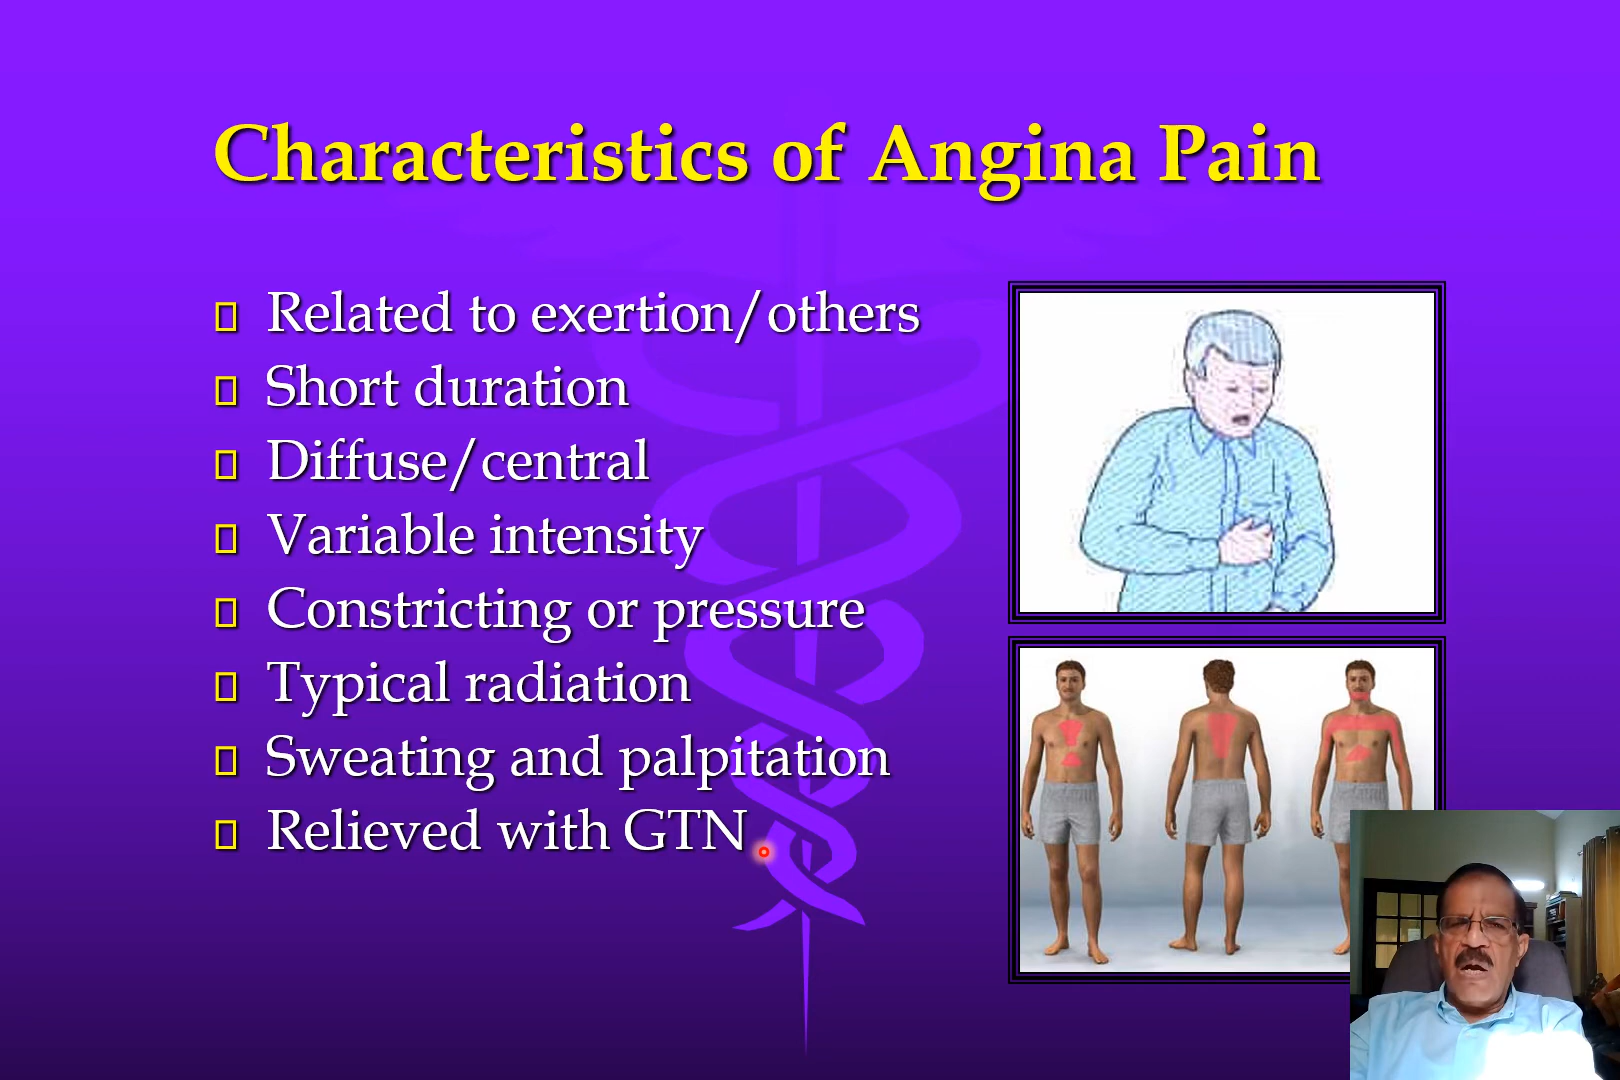 Characteristics of Angina Pain
Related to exertion/others
Short duration
Diffuse/central
Variable intensity
Constricting or pressure
Typical radiation
Sweating and palpitation
Relieved with GTN